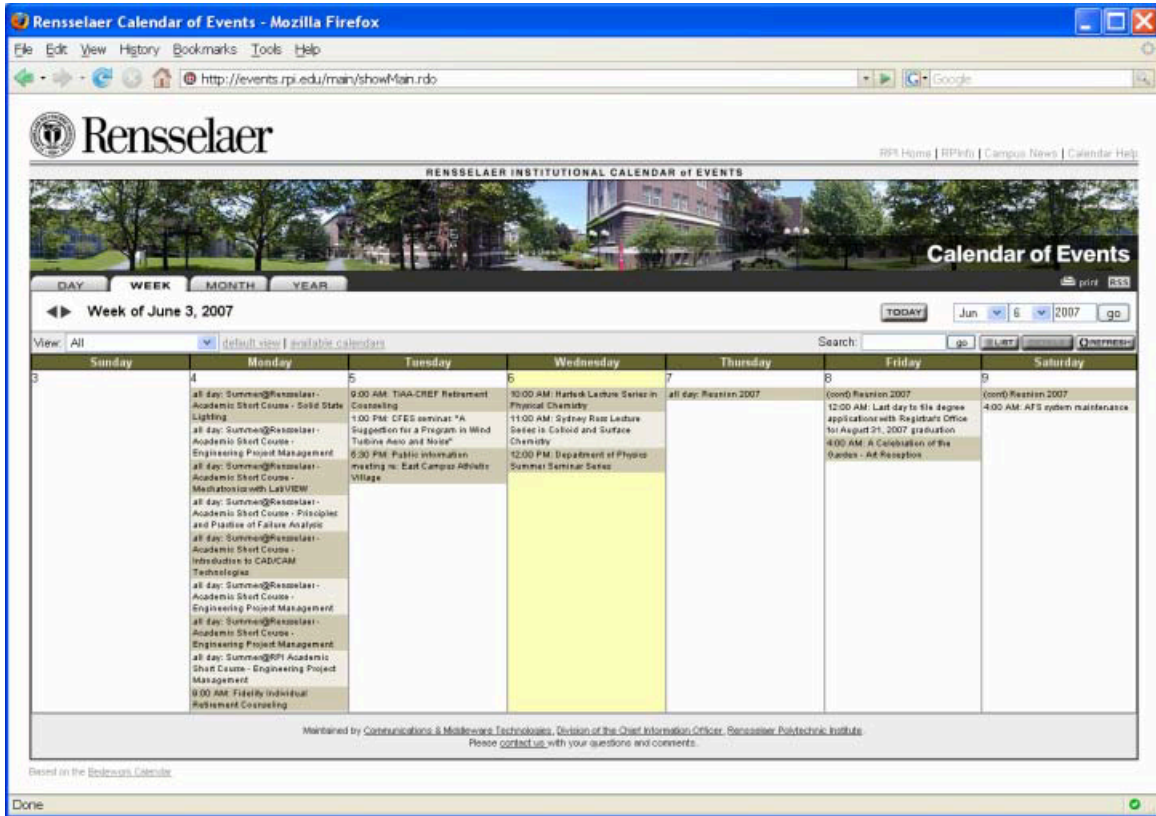 Rensselaer Calendar of Events - Mozilla Firefox
File Edit View History Bookmarks Tools Help
http://events.rpi.edu/main/showMain.rdo
Google
Rensselaer
RPI Home | RPInfo | Campus News | Calendar Help
RENSSELAER INSTITUTIONAL CALENDAR of EVENTS
Calendar of Events
DAY WEEK MONTH YEAR
print RSS
Week of June 3, 2007
TODAY Jun 6 2007 go
View: All default view | available calendars Search: go LIST REFRESH
Sunday Monday Tuesday Wednesday Thursday Friday Saturday
3
4
all day: Summer@Rensselaer -
Academic Short Course - Solid State
Lighting
all day: Summer@Rensselaer -
Academic Short Course -
Engineering Project Management
all day: Summer@Rensselaer -
Academic Short Course -
Mechatronics with LabVIEW
all day: Summer@Rensselaer -
Academic Short Course - Principles
and Practice of Failure Analysis
all day: Summer@Rensselaer -
Academic Short Course -
Introduction to CAD/CAM
Technologies
all day: Summer@Rensselaer -
Academic Short Course -
Engineering Project Management
all day: Summer@Rensselaer -
Academic Short Course -
Engineering Project Management
all day: Summer@RPI Academic
Short Course - Engineering Project
Management
9:00 AM: Fidelity Individual
Retirement Counseling
5
9:00 AM: TIAA-CREF Retirement
Counseling
1:00 PM: CFES seminar: "A
Suggestion for a Program in Wind
Turbine Aero and Noise"
6:30 PM: Public information
meeting re: East Campus Athletic
Village
6
10:00 AM: Harteck Lecture Series in
Physical Chemistry
11:00 AM: Sydney Ross Lecture
Series in Colloid and Surface
Chemistry
12:00 PM: Department of Physics
Summer Seminar Series
7
all day: Reunion 2007
8
(cont) Reunion 2007
12:00 AM: Last day to file degree
applications with Registrar's Office
for August 31, 2007 graduation
4:00 AM: A Celebration of the
Garden - Art Reception
9
(cont) Reunion 2007
4:00 AM: AFS system maintenance
Maintained by Communications & Middleware Technologies, Division of the Chief Information Officer, Rensselaer Polytechnic Institute.
Please contact us with your questions and comments.
Based on the Bedework Calendar
Done